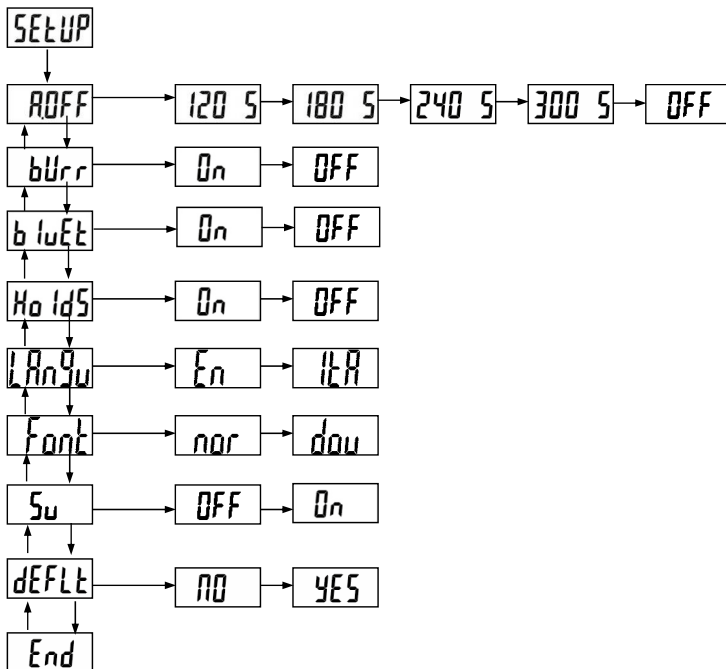 SEtUP
A.OFF 120 S 180 S 240 S 300 S OFF
bUrr On OFF
bluEt On OFF
HoldS On OFF
LAngu En ItA
Font nor dou
Su OFF On
dEFLt NO YES
End